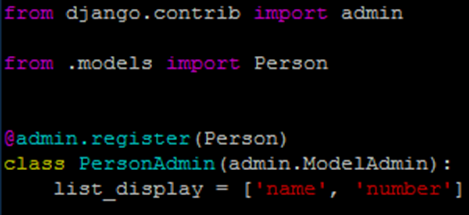 from django.contrib import admin
from .models import Person
@admin.register(Person)
class PersonAdmin(admin.ModelAdmin):
    list_display = ['name', 'number']